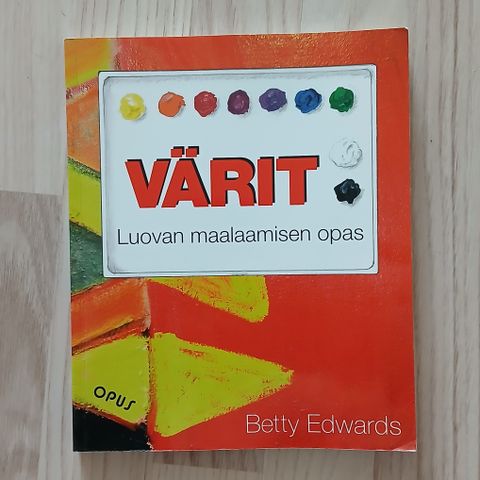 VÄRIT
Luovan maalaamisen opas
OPUS
Betty Edwards